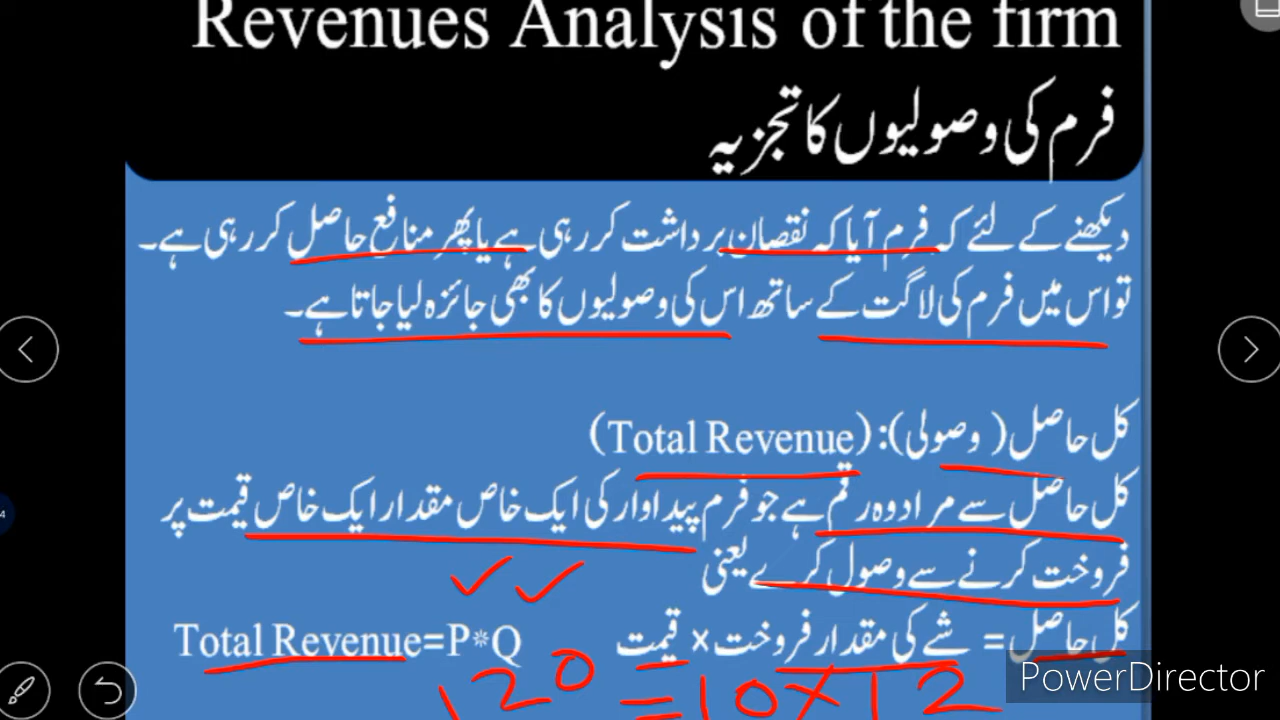 Revenues Analysis of the firm
فرم کی وصولیوں کا تجزیہ
دیکھنے کے لئے کہ فرم آیا کہ نقصان برداشت کر رہی ہے یا پھر منافع حاصل کر رہی ہے۔
تو اس میں فرم کی لاگت کے ساتھ اس کی وصولیوں کا بھی جائزہ لیا جاتا ہے۔
کل حاصل ( وصولی): (Total Revenue)
کل حاصل سے مراد وہ رقم ہے جو فرم پیداوار کی ایک خاص مقدار ایک خاص قیمت پر
فروخت کرنے سے وصول کرے یعنی
کل حاصل = شے کی مقدار فروخت × قیمت Total Revenue=P*Q
120 = 10 × 12
PowerDirector
4